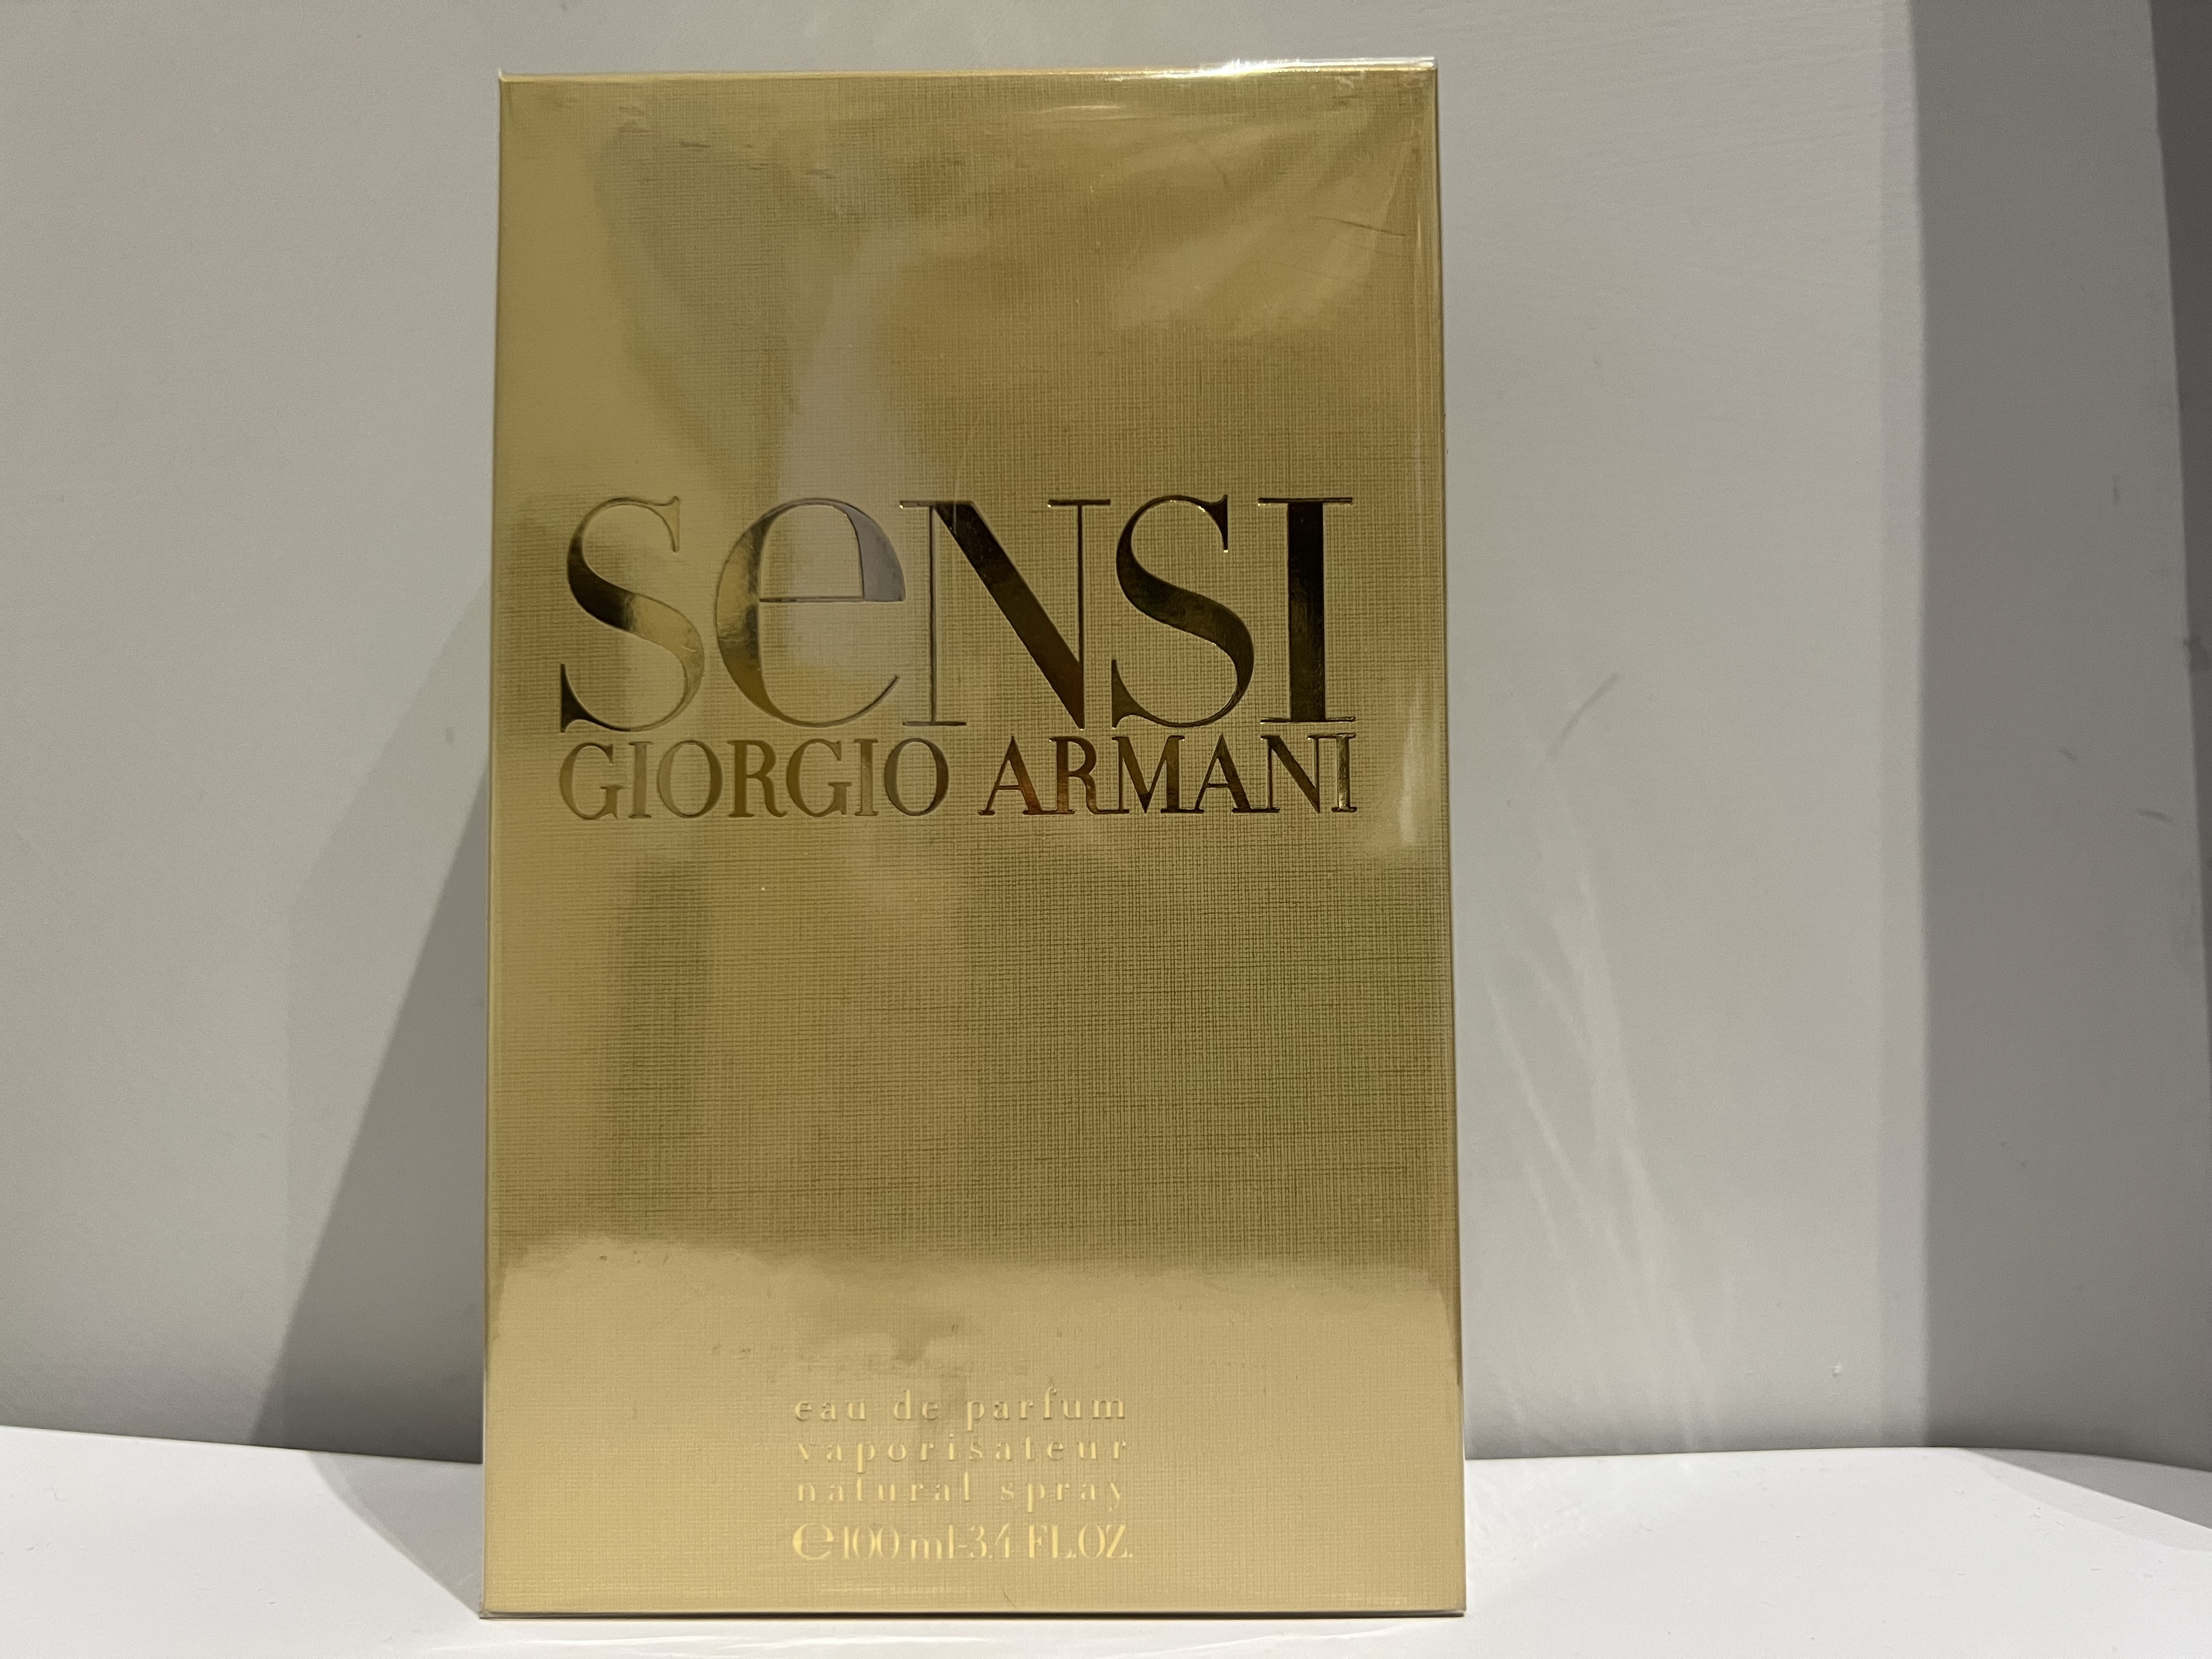 seNSI
GIORGIO ARMANI
eau de parfum
vaporisateur
natural spray
℮100 ml-3.4 FL.OZ.